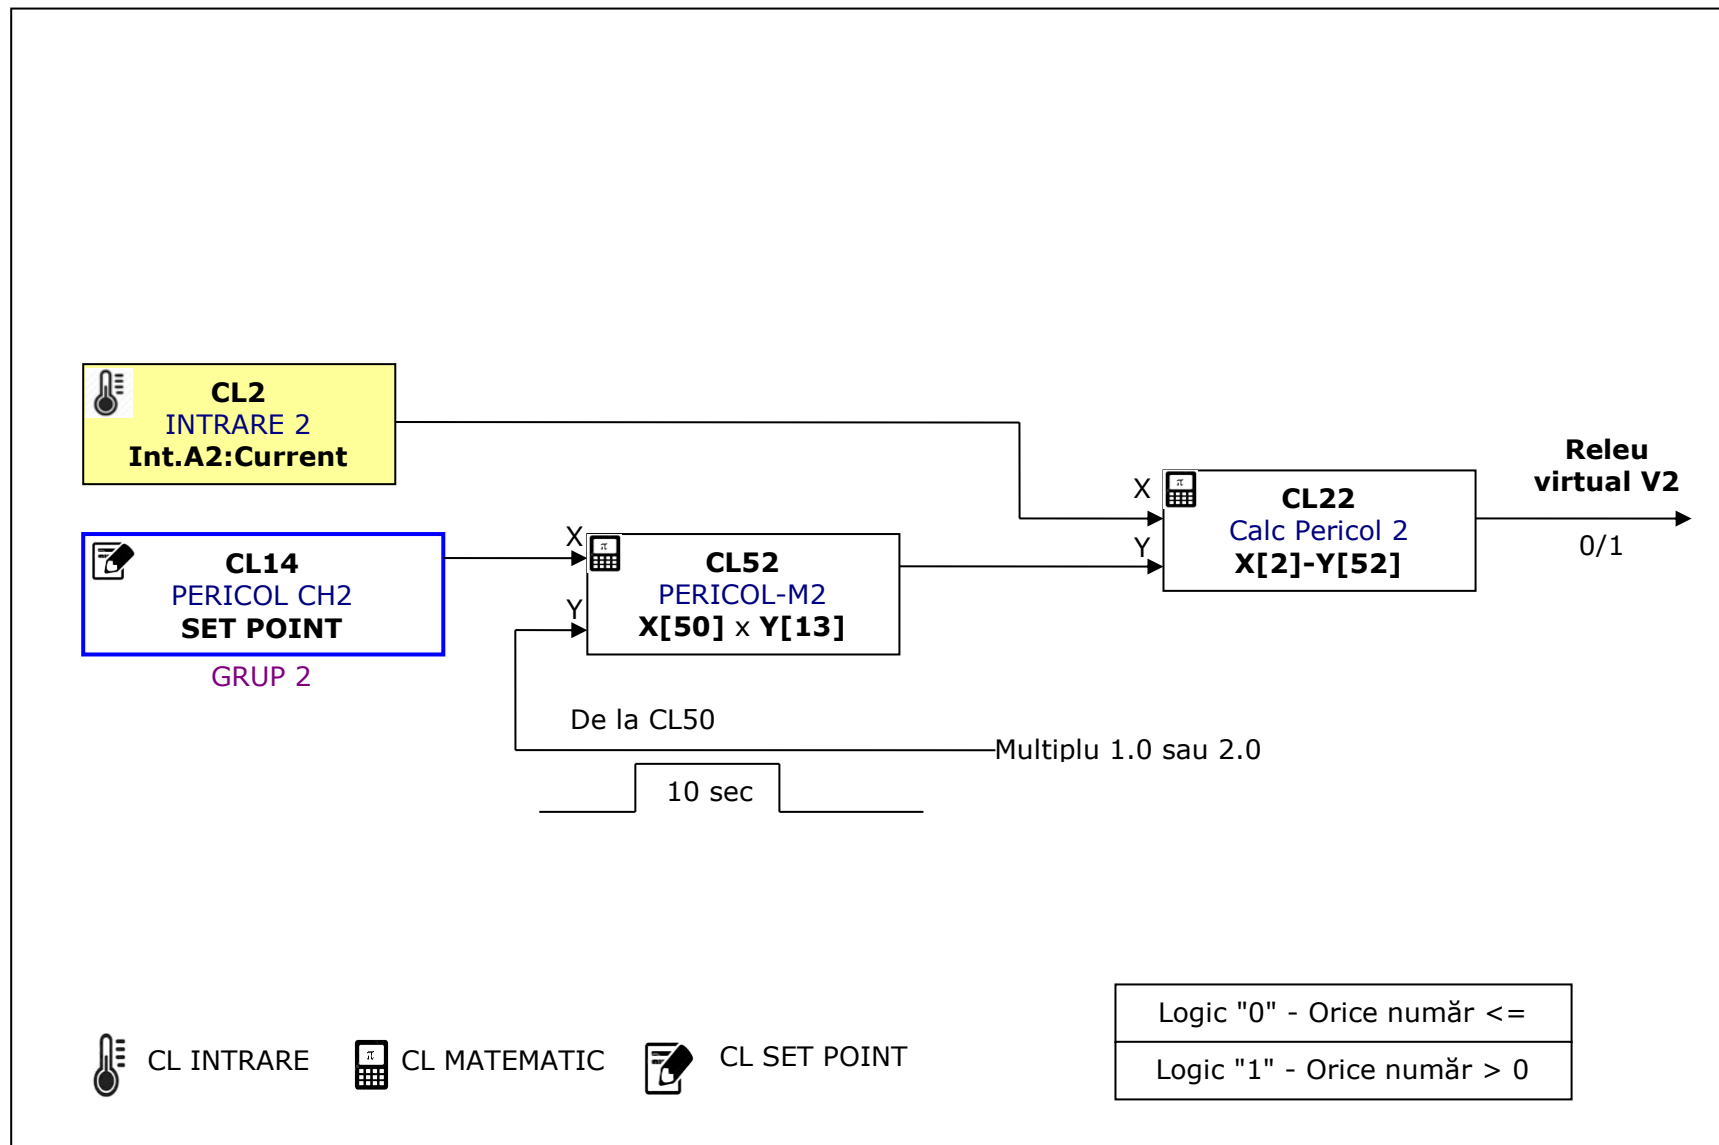 CL2
INTRARE 2
Int.A2:Current
Releu
virtual V2
0/1
X
Y
CL22
Calc Pericol 2
X[2]-Y[52]
CL14
PERICOL CH2
SET POINT
GRUP 2
X
Y
π
CL52
PERICOL-M2
X[50] x Y[13]
π
De la CL50
Multiplu 1.0 sau 2.0
10 sec
Logic "0" - Orice număr <=
Logic "1" - Orice număr > 0
CL INTRARE
π
CL MATEMATIC
CL SET POINT